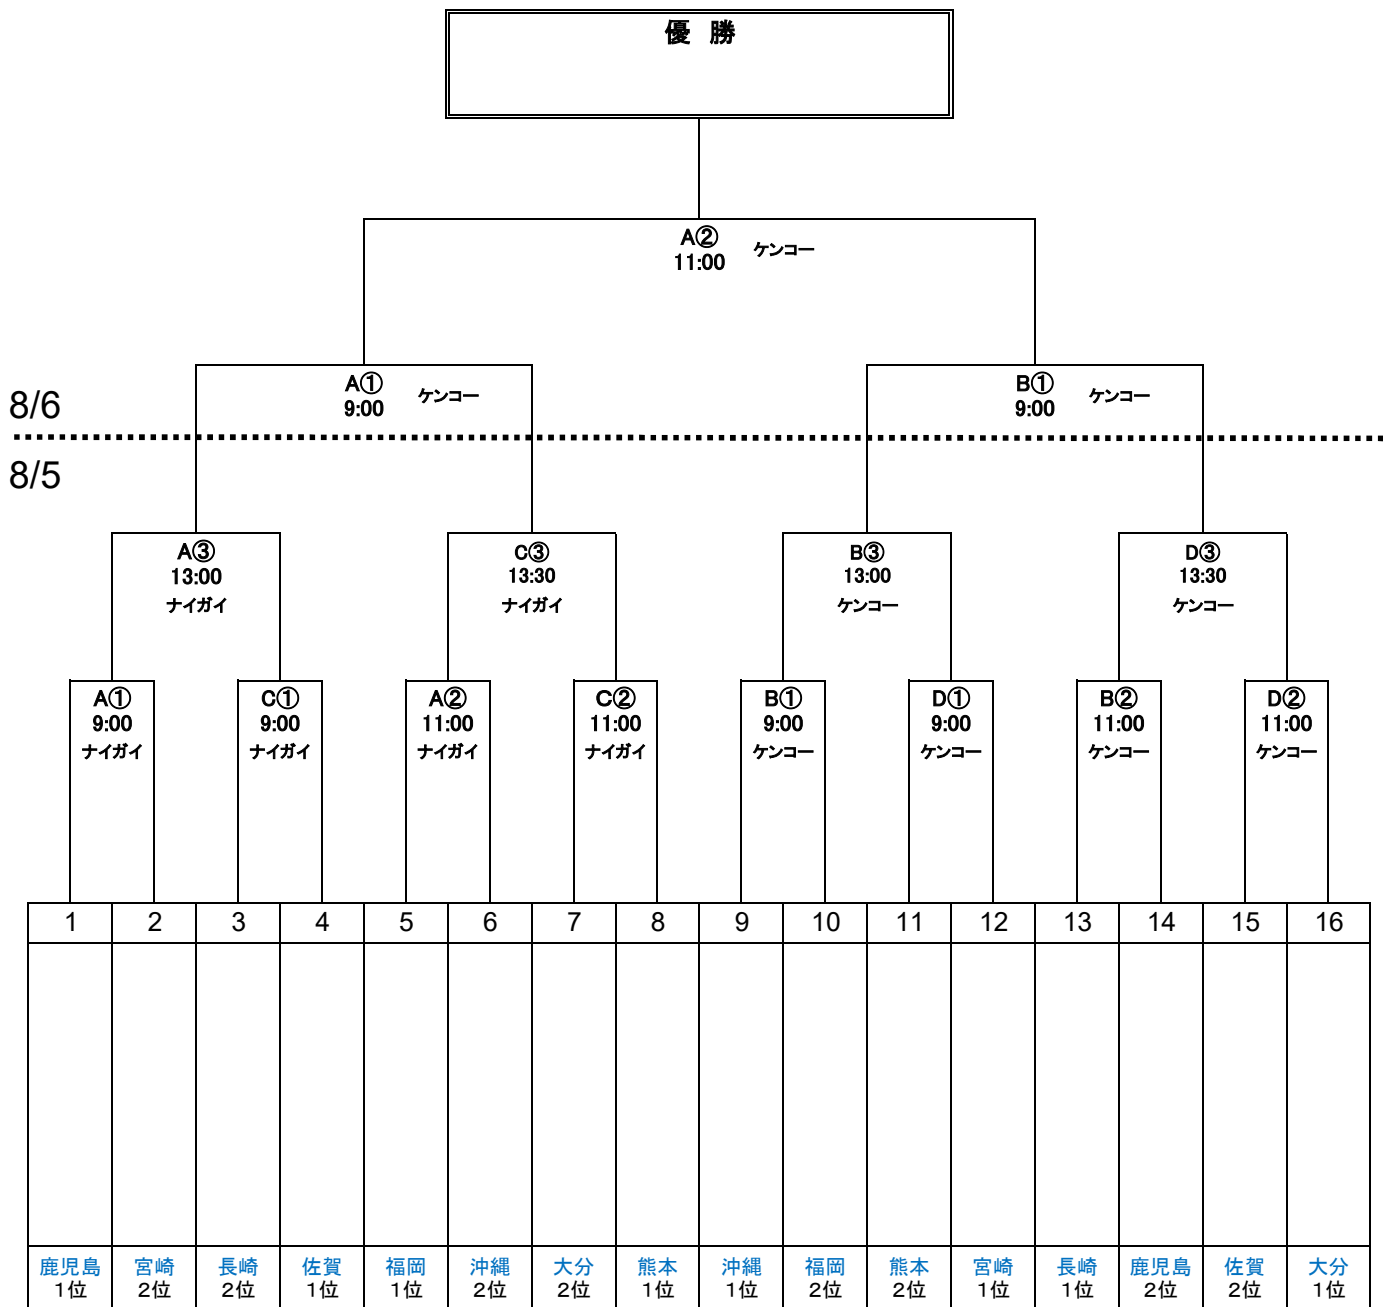 優 勝
A②
11:00
ケンコー
A①
9:00
ケンコー
B①
9:00
ケンコー
8/6
8/5
A③
13:00
ナイガイ
C③
13:30
ナイガイ
B③
13:00
ケンコー
D③
13:30
ケンコー
A①
9:00
ナイガイ
C①
9:00
ナイガイ
A②
11:00
ナイガイ
C②
11:00
ナイガイ
B①
9:00
ケンコー
D①
9:00
ケンコー
B②
11:00
ケンコー
D②
11:00
ケンコー
1 2 3 4 5 6 7 8 9 10 11 12 13 14 15 16
鹿児島 宮崎 長崎 佐賀 福岡 沖縄 大分 熊本 沖縄 福岡 熊本 宮崎 長崎 鹿児島 佐賀 大分
1位 2位 2位 1位 1位 2位 2位 1位 1位 2位 2位 1位 1位 2位 2位 1位